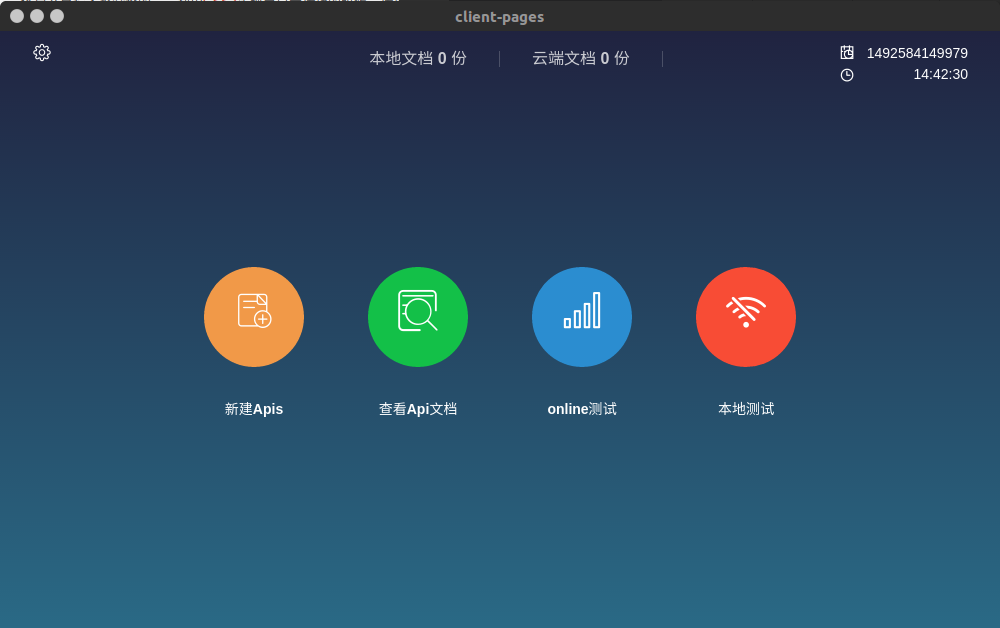 client-pages
本地文档 0 份
云端文档 0 份
1492584149979
14:42:30
新建Apis
查看Api文档
online测试
本地测试